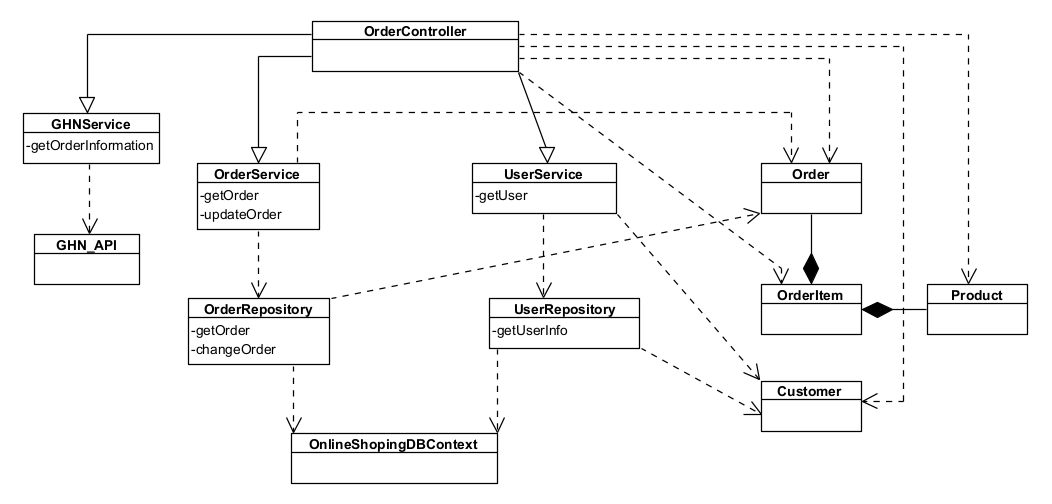 OrderController
GHNService
-getOrderInformation
OrderService
-getOrder
-updateOrder
UserService
-getUser
Order
GHN_API
OrderItem
Product
OrderRepository
-getOrder
-changeOrder
UserRepository
-getUserInfo
Customer
OnlineShopingDBContext